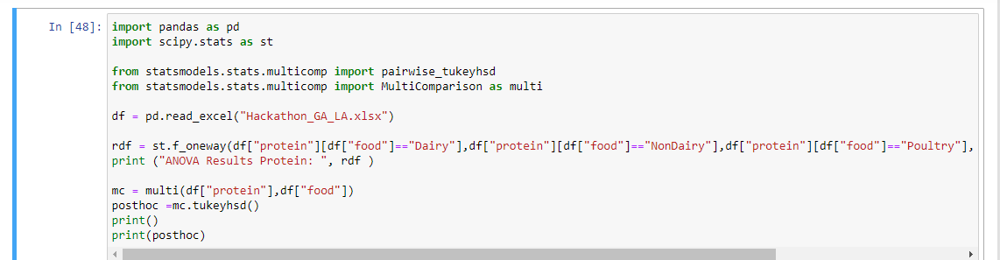 In [48]: import pandas as pd
import scipy.stats as st
from statsmodels.stats.multicomp import pairwise_tukeyhsd
from statsmodels.stats.multicomp import MultiComparison as multi
df = pd.read_excel("Hackathon_GA_LA.xlsx")
rdf = st.f_oneway(df["protein"][df["food"]=="Dairy"],df["protein"][df["food"]=="NonDairy"],df["protein"][df["food"]=="Poultry"],
print ("ANOVA Results Protein: ", rdf )
mc = multi(df["protein"],df["food"])
posthoc =mc.tukeyhsd()
print()
print(posthoc)